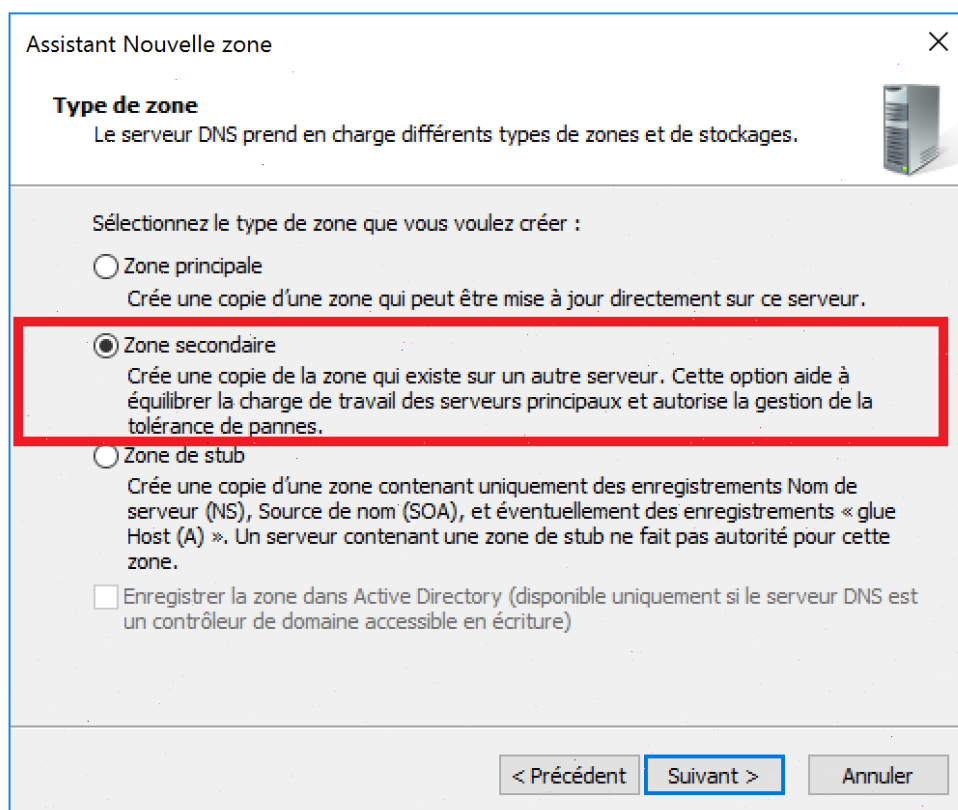 Assistant Nouvelle zone
Type de zone
Le serveur DNS prend en charge différents types de zones et de stockages.
Sélectionnez le type de zone que vous voulez créer :
Zone principale
Crée une copie d'une zone qui peut être mise à jour directement sur ce serveur.
Zone secondaire
Crée une copie de la zone qui existe sur un autre serveur. Cette option aide à
équilibrer la charge de travail des serveurs principaux et autorise la gestion de la
tolérance de pannes.
Zone de stub
Crée une copie d'une zone contenant uniquement des enregistrements Nom de
serveur (NS), Source de nom (SOA), et éventuellement des enregistrements « glue
Host (A) ». Un serveur contenant une zone de stub ne fait pas autorité pour cette
zone.
Enregistrer la zone dans Active Directory (disponible uniquement si le serveur DNS est
un contrôleur de domaine accessible en écriture)
< Précédent
Suivant >
Annuler